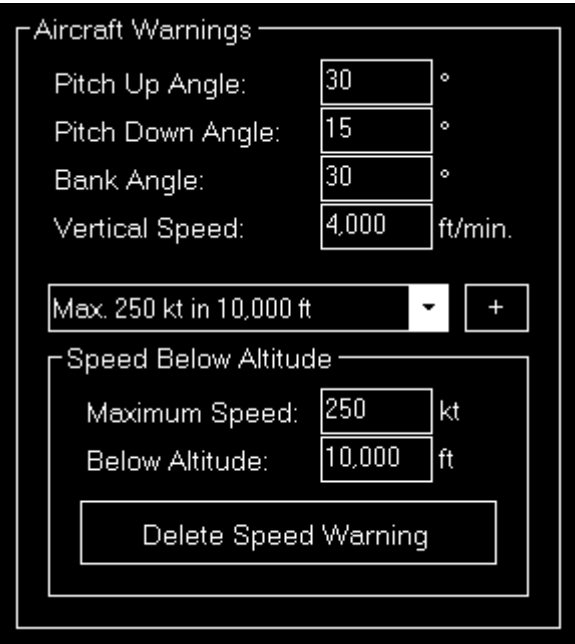 Aircraft Warnings
Pitch Up Angle: 30 °
Pitch Down Angle: 15 °
Bank Angle: 30 °
Vertical Speed: 4,000 ft/min.
Max. 250 kt in 10,000 ft +
Speed Below Altitude
Maximum Speed: 250 kt
Below Altitude: 10,000 ft
Delete Speed Warning